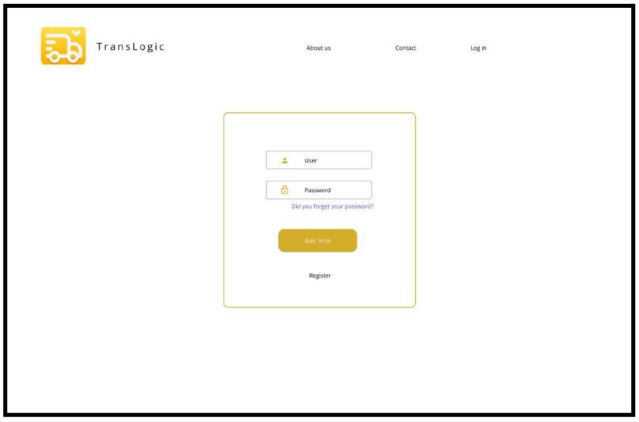 TransLogic
About us
Contact
Log in
User
Password
Did you forget your password?
Get Into
Register